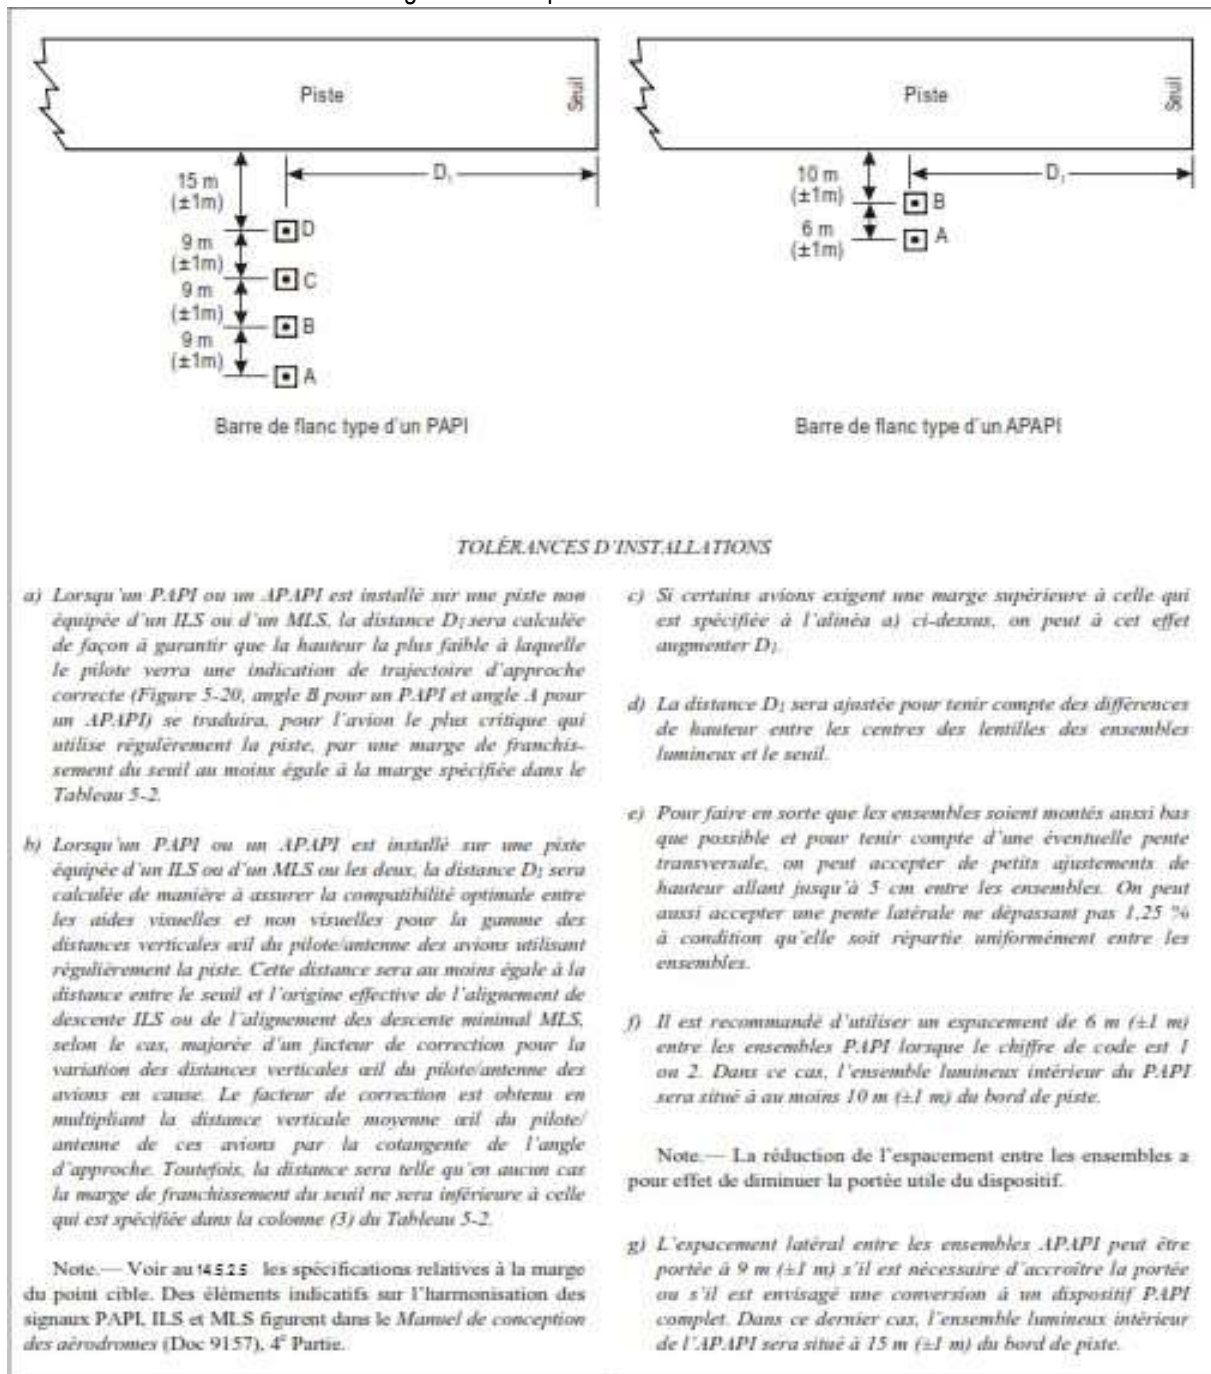 Piste
Seuil
15 m
(±1m)
D₁
D
9 m
(±1m)
C
9 m
(±1m)
B
9 m
(±1m)
A
Barre de flanc type d'un PAPI
Piste
Seuil
10 m
(±1m)
D₁
B
6 m
(±1m)
A
Barre de flanc type d'un APAPI
TOLÉRANCES D'INSTALLATIONS
a) Lorsqu'un PAPI ou un APAPI est installé sur une piste non
équipée d'un ILS ou d'un MLS, la distance D₁ sera calculée
de façon à garantir que la hauteur la plus faible à laquelle
le pilote verra une indication de trajectoire d'approche
correcte (Figure 5-20, angle B pour un PAPI et angle A pour
un APAPI) se traduira, pour l'avion le plus critique qui
utilise régulèrement la piste, par une marge de franchis-
sement du seuil au moins égale à la marge spécifiée dans le
Tableau 5-2.
b) Lorsqu'un PAPI ou un APAPI est installé sur une piste
équipée d'un ILS ou d'un MLS ou les deux, la distance D₁ sera
calculée de manière à assurer la compatibilité optimale entre
les aides visuelles et non visuelles pour la gamme des
distances verticales œil du pilote/antenne des avions utilisant
régulièrement la piste. Cette distance sera au moins égale à la
distance entre le seuil et l'origine effective de l'alignement de
descente ILS ou de l'alignement des descente minimal MLS,
selon le cas, majorée d'un facteur de correction pour la
variation des distances verticales œil du pilote/antenne des
avions en cause. Le facteur de correction est obtenu en
multipliant la distance verticale moyenne œil du pilote/
antenne de ces avions par la cotangente de l'angle
d'approche. Toutefois, la distance sera telle qu'en aucun cas
la marge de franchissement du seuil ne sera inférieure à celle
qui est spécifiée dans la colonne (3) du Tableau 5-2.
Note.— Voir au 14.5.2.5 les spécifications relatives à la marge
du point cible. Des éléments indicatifs sur l'harmonisation des
signaux PAPI, ILS et MLS figurent dans le Manuel de conception
des aérodromes (Doc 9157), 4ᵉ Partie.
c) Si certains avions exigent une marge supérieure à celle qui
est spécifiée à l'alinéa a) ci-dessus, on peut à cet effet
augmenter D₁.
d) La distance D₁ sera ajustée pour tenir compte des différences
de hauteur entre les centres des lentilles des ensembles
lumineux et le seuil.
e) Pour faire en sorte que les ensembles soient montés aussi bas
que possible et pour tenir compte d'une éventuelle pente
transversale, on peut accepter de petits ajustements de
hauteur allant jusqu'à 5 cm entre les ensembles. On peut
aussi accepter une pente latérale ne dépassant pas 1,25 %
à condition qu'elle soit répartie uniformément entre les
ensembles.
f) Il est recommandé d'utiliser un espacement de 6 m (±1 m)
entre les ensembles PAPI lorsque le chiffre de code est 1
ou 2. Dans ce cas, l'ensemble lumineux intérieur du PAPI
sera situé à au moins 10 m (±1 m) du bord de piste.
Note.— La réduction de l'espacement entre les ensembles a
pour effet de diminuer la portée utile du dispositif.
g) L'espacement latéral entre les ensembles APAPI peut être
portée à 9 m (±1 m) s'il est nécessaire d'accroître la portée
ou s'il est envisagé une conversion à un dispositif PAPI
complet. Dans ce dernier cas, l'ensemble lumineux intérieur
de l'APAPI sera situé à 15 m (±1 m) du bord de piste.